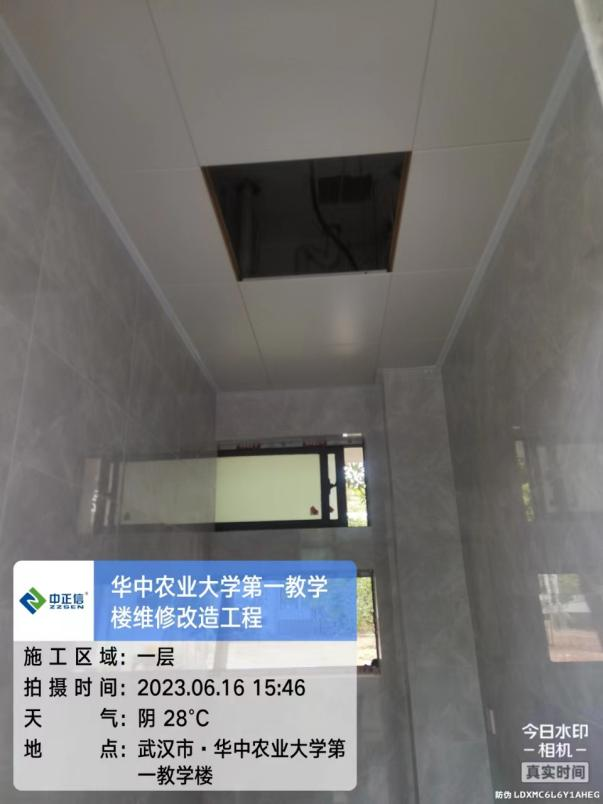 中正信
ZZSEN
华中农业大学第一教学
楼维修改造工程
施工区域：一层
拍摄时间：2023.06.16 15:46
天气：阴 28°C
地点：武汉市·华中农业大学第
一教学楼
今日水印
-相机-
真实时间
防伪 LDXMC6L6Y1AHEG